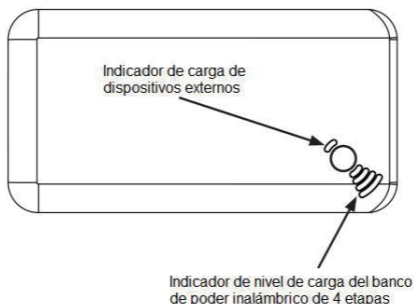 Indicador de carga de
dispositivos externos
Indicador de nivel de carga del banco
de poder inalámbrico de 4 etapas